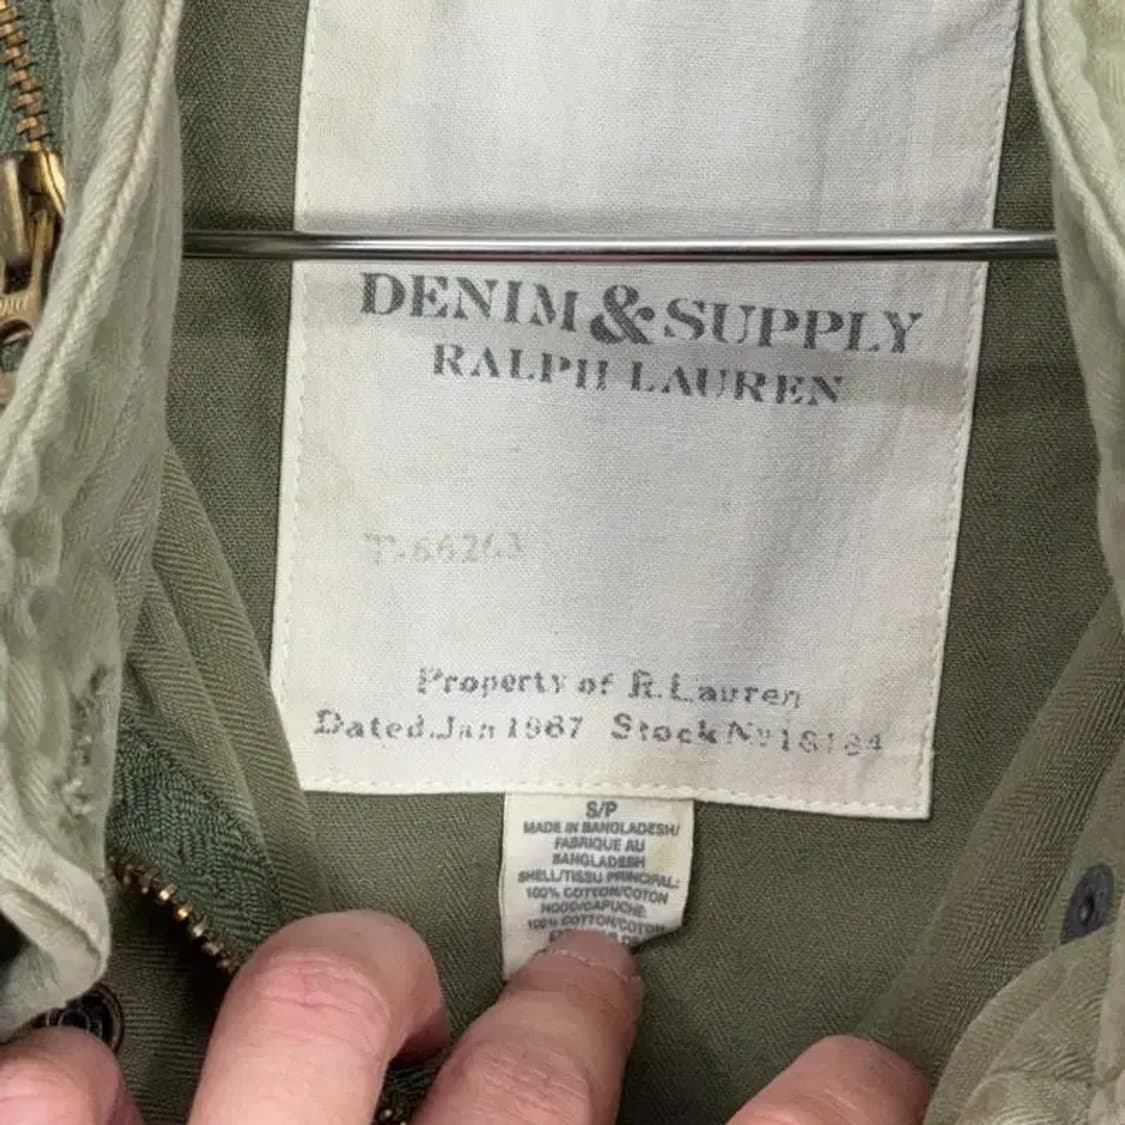 DENIM & SUPPLY
RALPH LAUREN
T-66263
Property of R. Lauren
Dated Jan 1967 Stock Nº 18184
S/P
MADE IN BANGLADESH/
FABRIQUE AU
BANGLADESH
SHELL/TISSU PRINCIPAL:
100% COTTON/COTON
HOOD/CAPUCHE:
100% COTTON/COTON